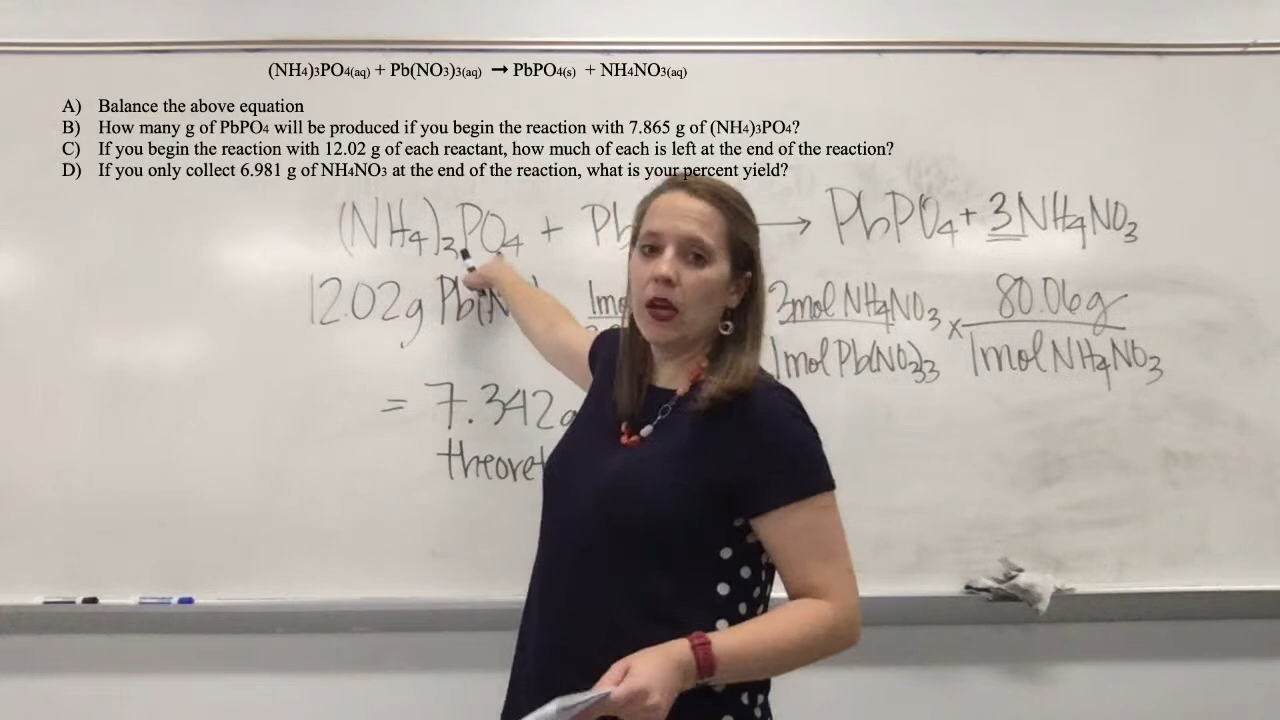 (NH4)3PO4(aq) + Pb(NO3)3(aq) → PbPO4(s) + NH4NO3(aq)
A) Balance the above equation
B) How many g of PbPO4 will be produced if you begin the reaction with 7.865 g of (NH4)3PO4?
C) If you begin the reaction with 12.02 g of each reactant, how much of each is left at the end of the reaction?
D) If you only collect 6.981 g of NH4NO3 at the end of the reaction, what is your percent yield?
(NH4)3PO4 + Pb → PbPO4 + 3NH4NO3
12.02g Pb(N 1mo 3mol NH4NO3 x 80.06g
1mol Pb(NO3)3 1mol NH4NO3
= 7.342g
theoret